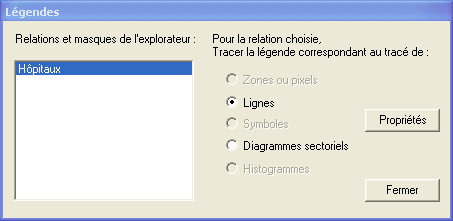 Légendes
Relations et masques de l'explorateur :
Hôpitaux
Pour la relation choisie,
Tracer la légende correspondant au tracé de :
Zones ou pixels
Lignes
Symboles
Diagrammes sectoriels
Histogrammes
Propriétés
Fermer